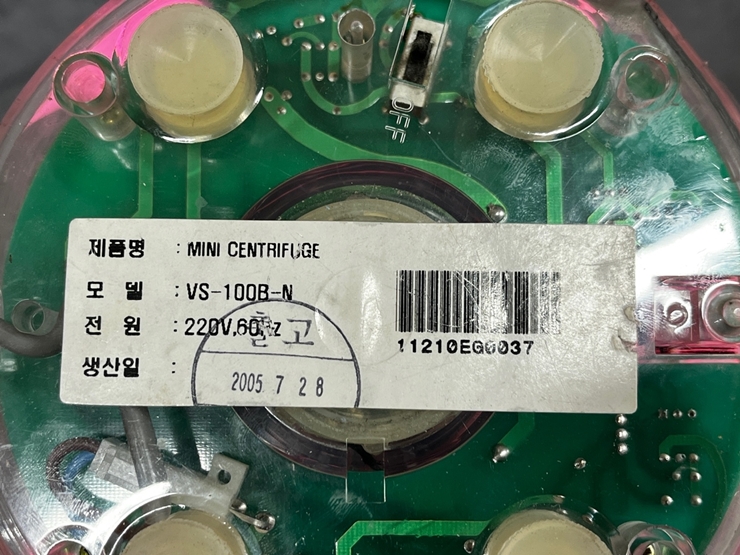 OFF
제품명 : MINI CENTRIFUGE
모 델 : VS-100B-N
전 원 : 220V,60Hz
생산일 :
출고
2005 7 28
11210EG0037